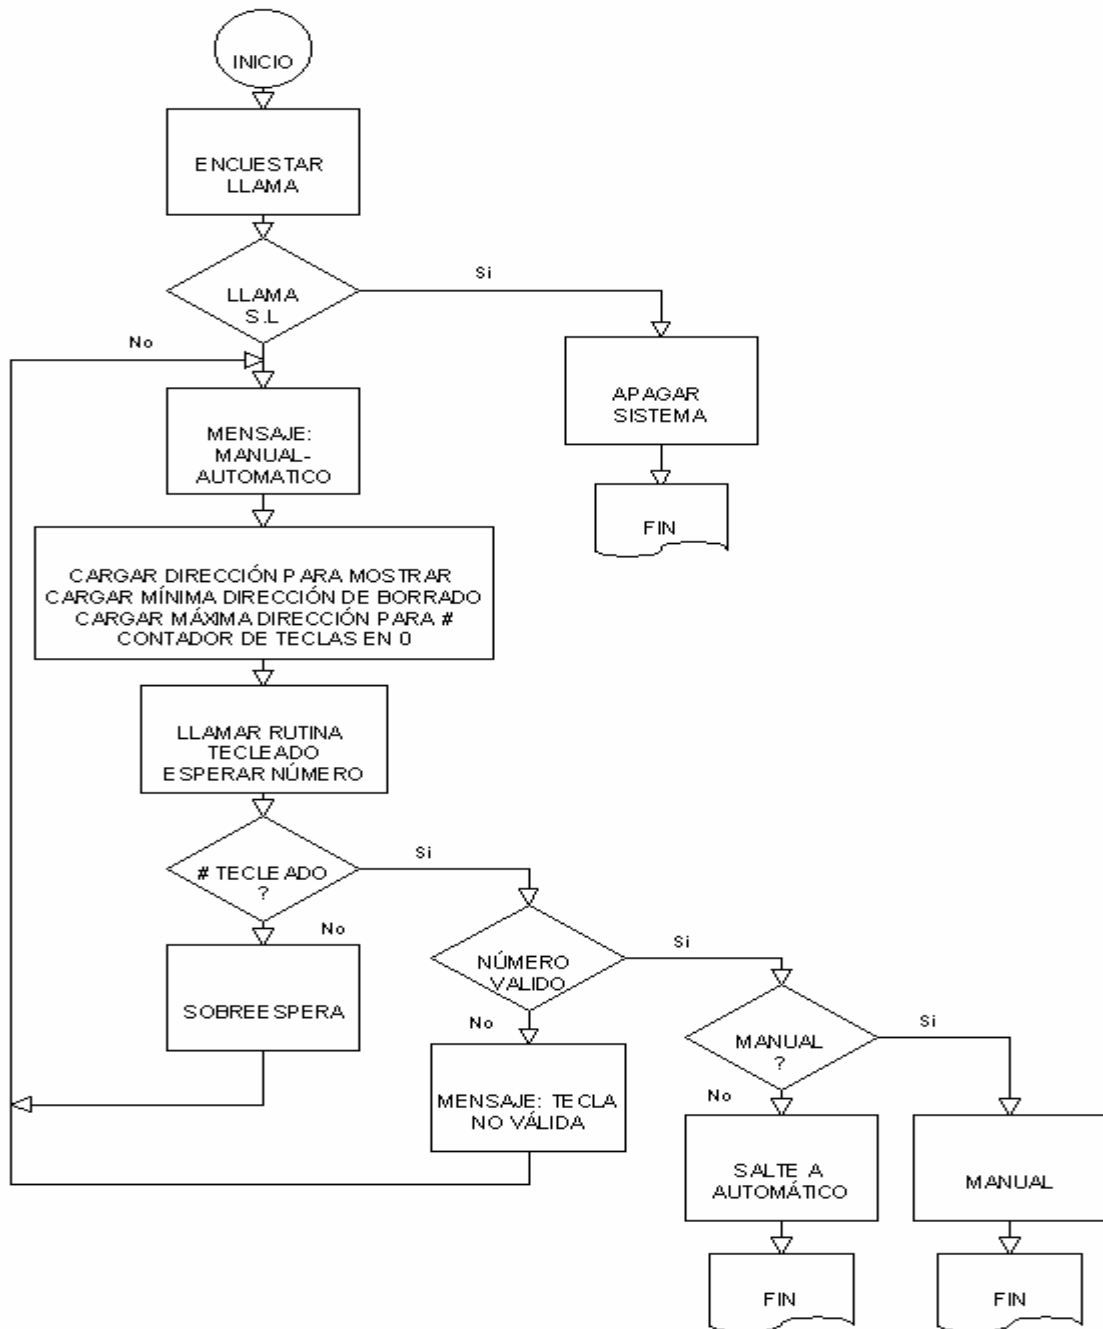 INICIO
ENCUESTAR
LLAMA
LLAMA
S.L
Si
No
MENSAJE:
MANUAL-
AUTOMATICO
APAGAR
SISTEMA
FIN
CARGAR DIRECCIÓN PARA MOSTRAR
CARGAR MÍNIMA DIRECCIÓN DE BORRADO
CARGAR MÁXIMA DIRECCIÓN PARA #
CONTADOR DE TECLAS EN 0
LLAMAR RUTINA
TECLEADO
ESPERAR NÚMERO
# TECLEADO
?
Si
No
SOBREESPERA
NÚMERO
VALIDO
Si
No
MENSAJE: TECLA
NO VÁLIDA
MANUAL
?
Si
No
SALTE A
AUTOMÁTICO
MANUAL
FIN
FIN